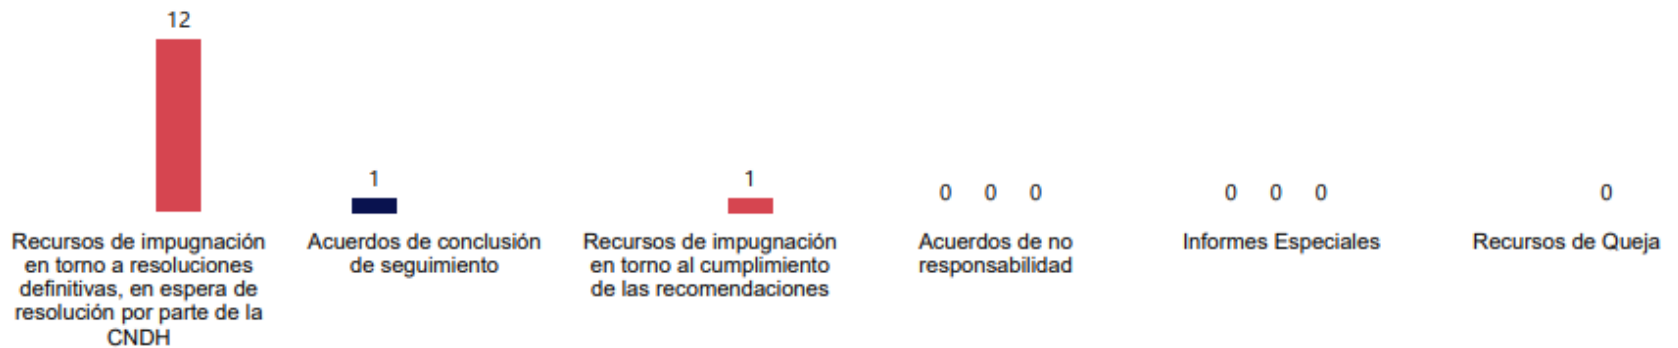 12
1
1
0 0 0
0 0 0
0
Recursos de impugnación
en torno a resoluciones
definitivas, en espera de
resolución por parte de la
CNDH
Acuerdos de conclusión
de seguimiento
Recursos de impugnación
en torno al cumplimiento
de las recomendaciones
Acuerdos de no
responsabilidad
Informes Especiales
Recursos de Queja